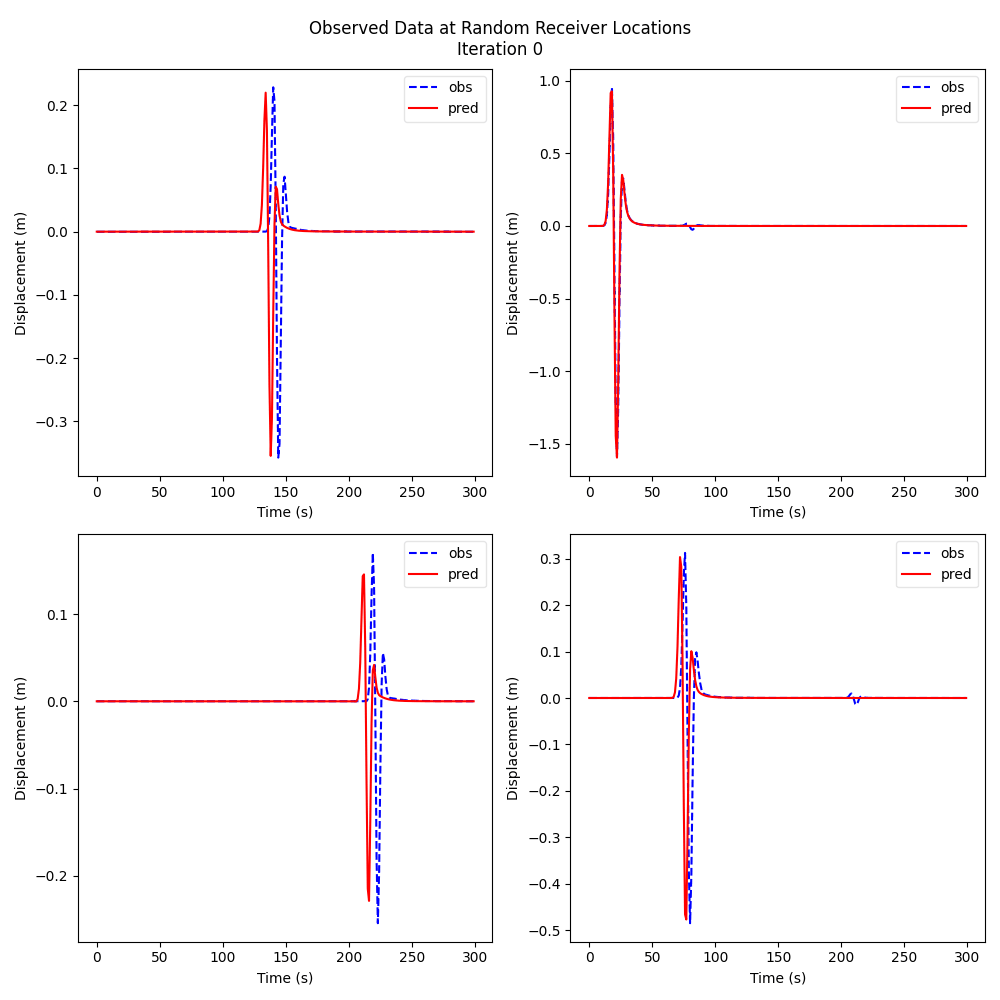 Observed Data at Random Receiver Locations
Iteration 0
obs
pred
0.2
0.1
0.0
−0.1
−0.2
−0.3
Displacement (m)
0 50 100 150 200 250 300
Time (s)
obs
pred
1.0
0.5
0.0
−0.5
−1.0
−1.5
Displacement (m)
0 50 100 150 200 250 300
Time (s)
obs
pred
0.1
0.0
−0.1
−0.2
Displacement (m)
0 50 100 150 200 250 300
Time (s)
obs
pred
0.3
0.2
0.1
0.0
−0.1
−0.2
−0.3
−0.4
−0.5
Displacement (m)
0 50 100 150 200 250 300
Time (s)